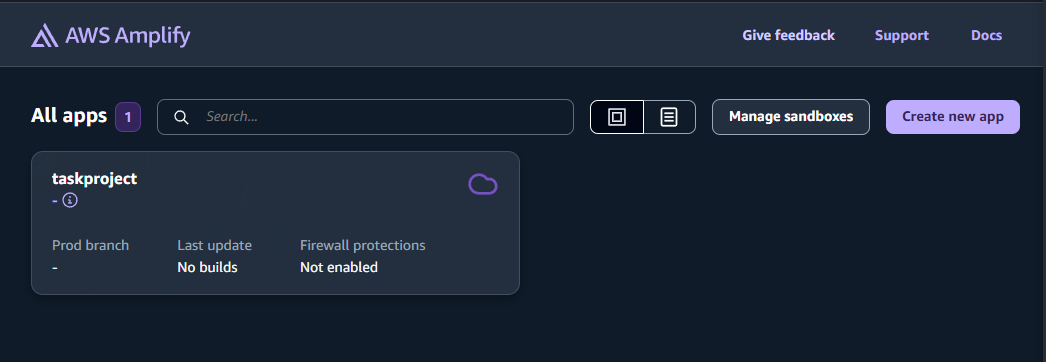 AWS Amplify
Give feedback Support Docs
All apps 1 Search... Manage sandboxes Create new app
taskproject
-
Prod branch Last update Firewall protections
- No builds Not enabled